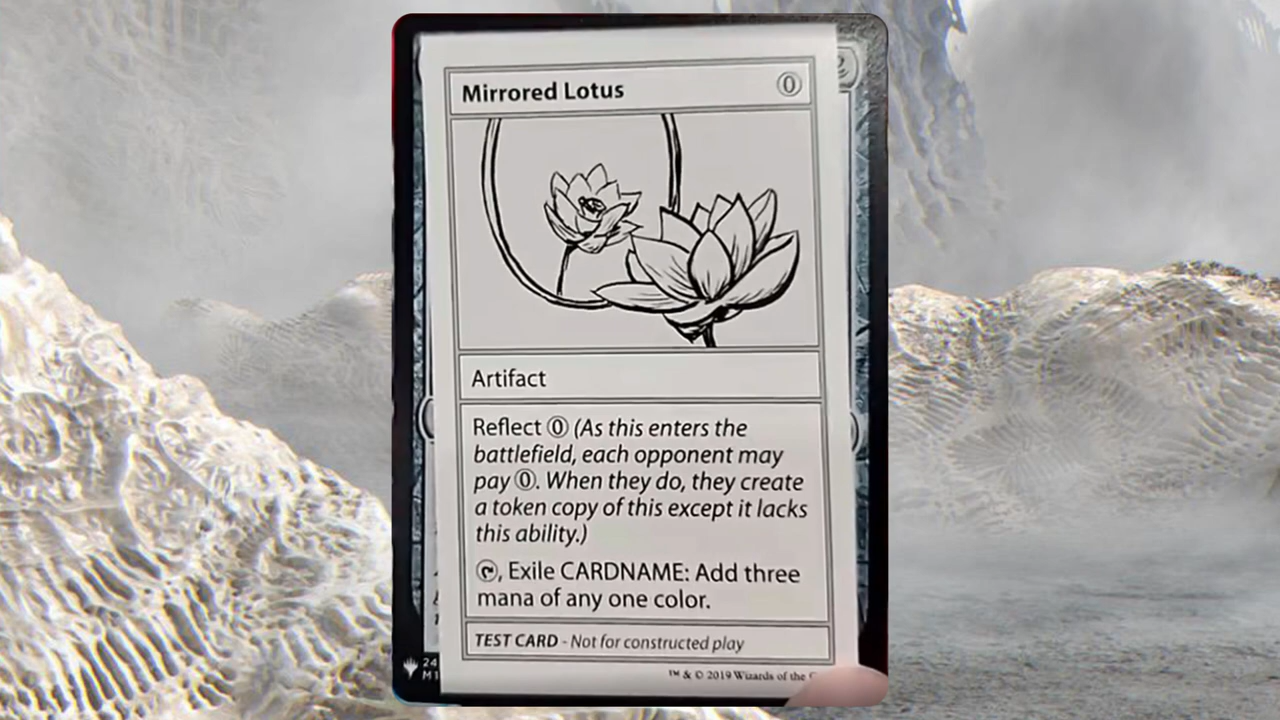 Mirrored Lotus 0
Artifact
Reflect 0 (As this enters the
battlefield, each opponent may
pay 0. When they do, they create
a token copy of this except it lacks
this ability.)
, Exile CARDNAME: Add three
mana of any one color.
TEST CARD - Not for constructed play
™ & © 2019 Wizards of the
24
M1